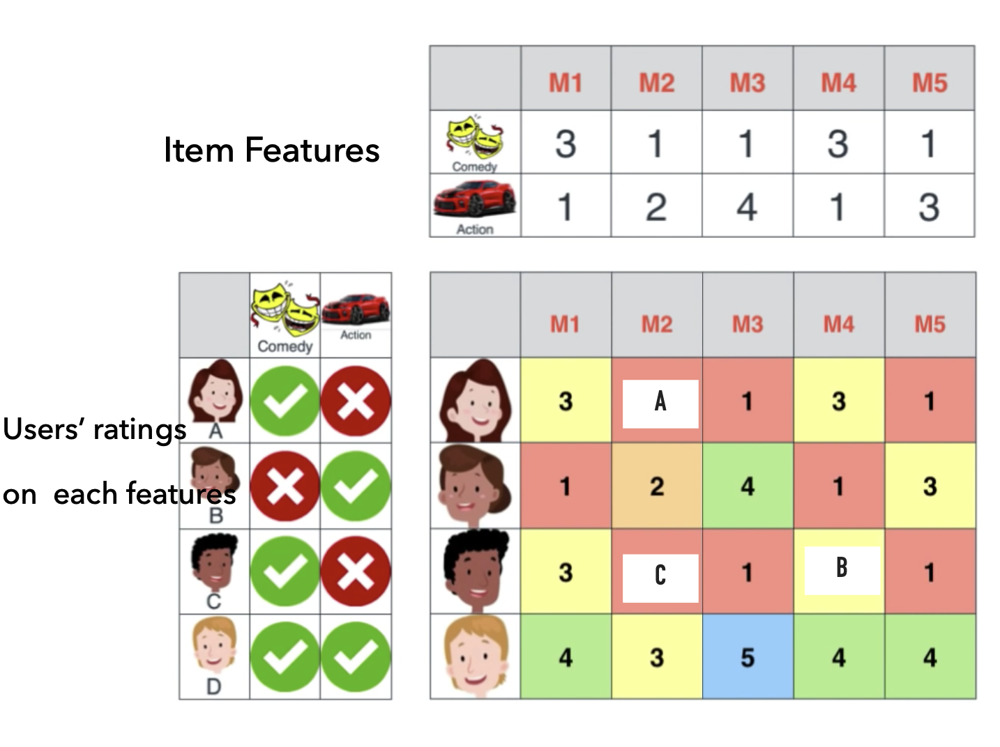 M1 M2 M3 M4 M5
Item Features
3 1 1 3 1
Comedy
1 2 4 1 3
Action
Comedy Action
M1 M2 M3 M4 M5
Users’ ratings
on  each features
A
3 A 1 3 1
B
1 2 4 1 3
C
3 C 1 B 1
D
4 3 5 4 4